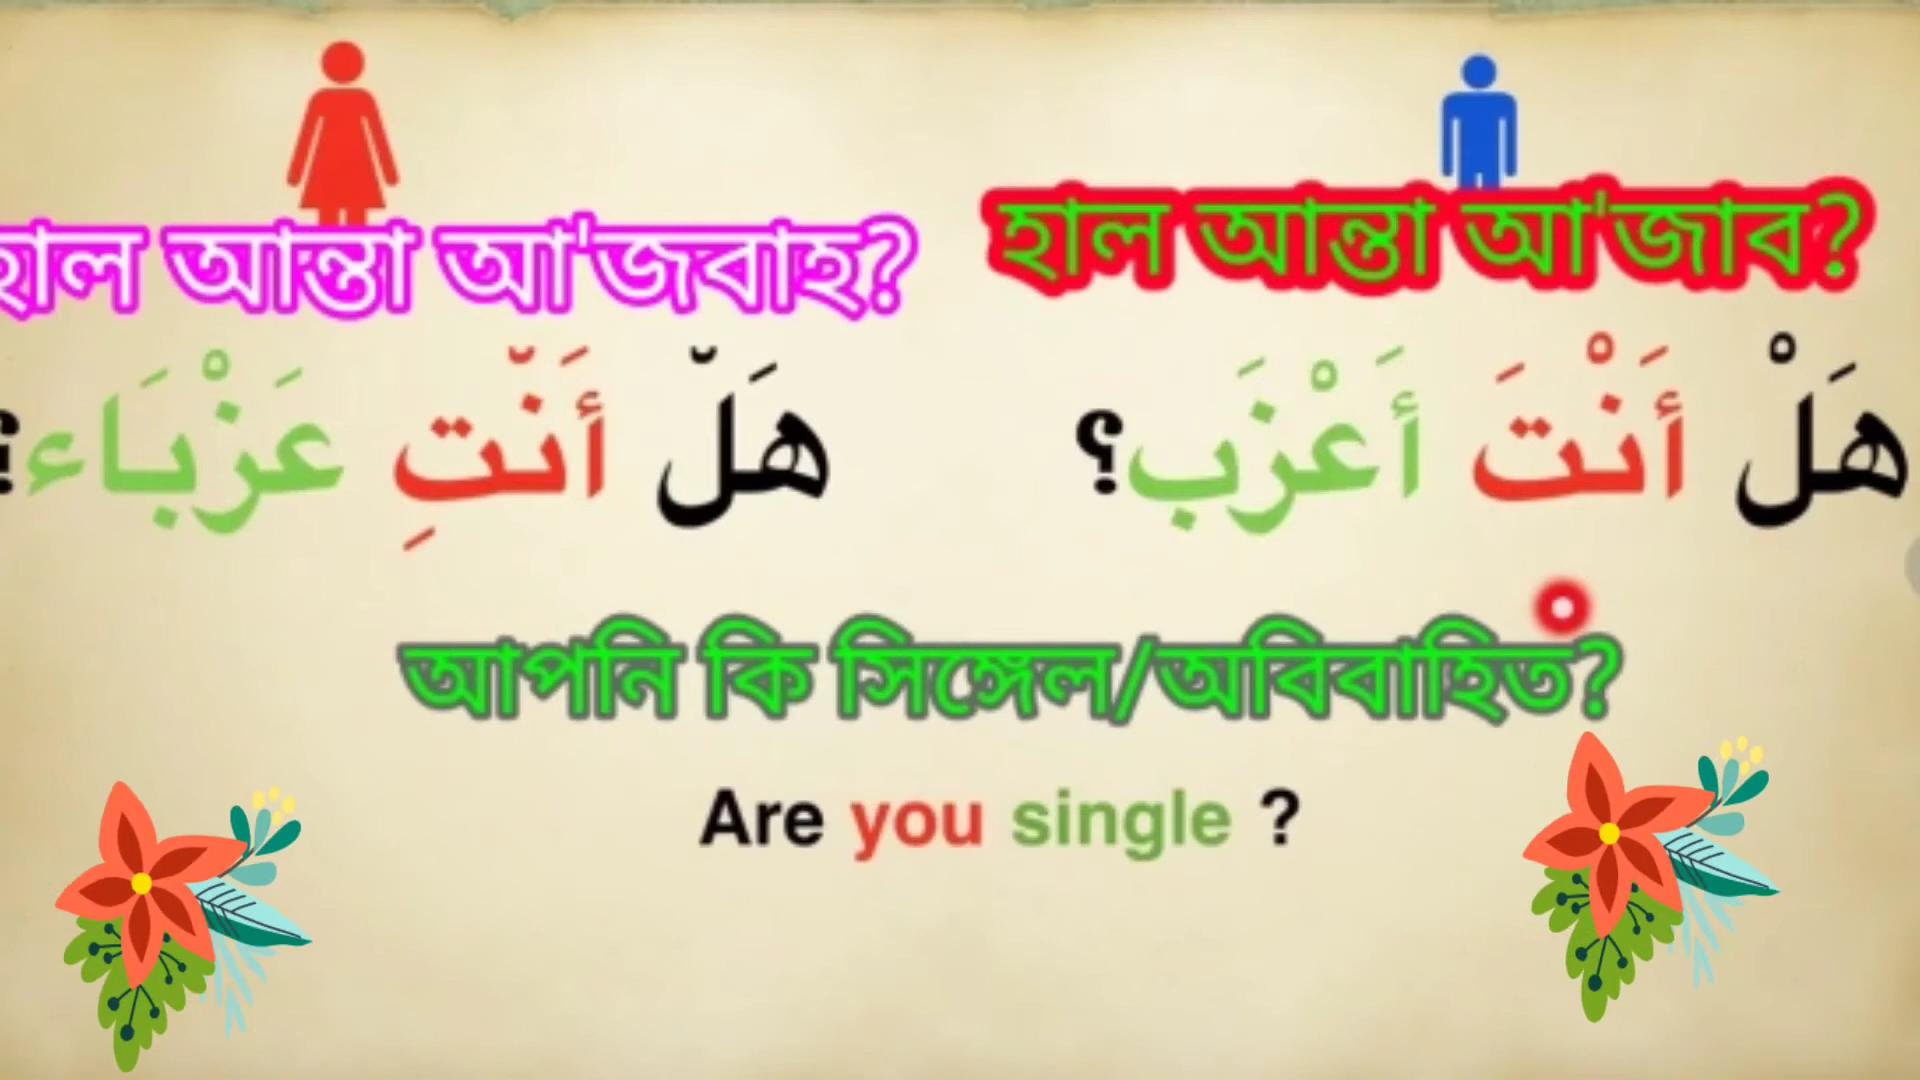 হাল আন্তা আ'জবাহ?
হাল আন্তা আ'জাব?
هَلْ أَنْتِ عَزْبَاء؟
هَلْ أَنْتَ أَعْزَب؟
আপনি কি সিঙ্গেল/অবিবাহিত?
Are you single ?